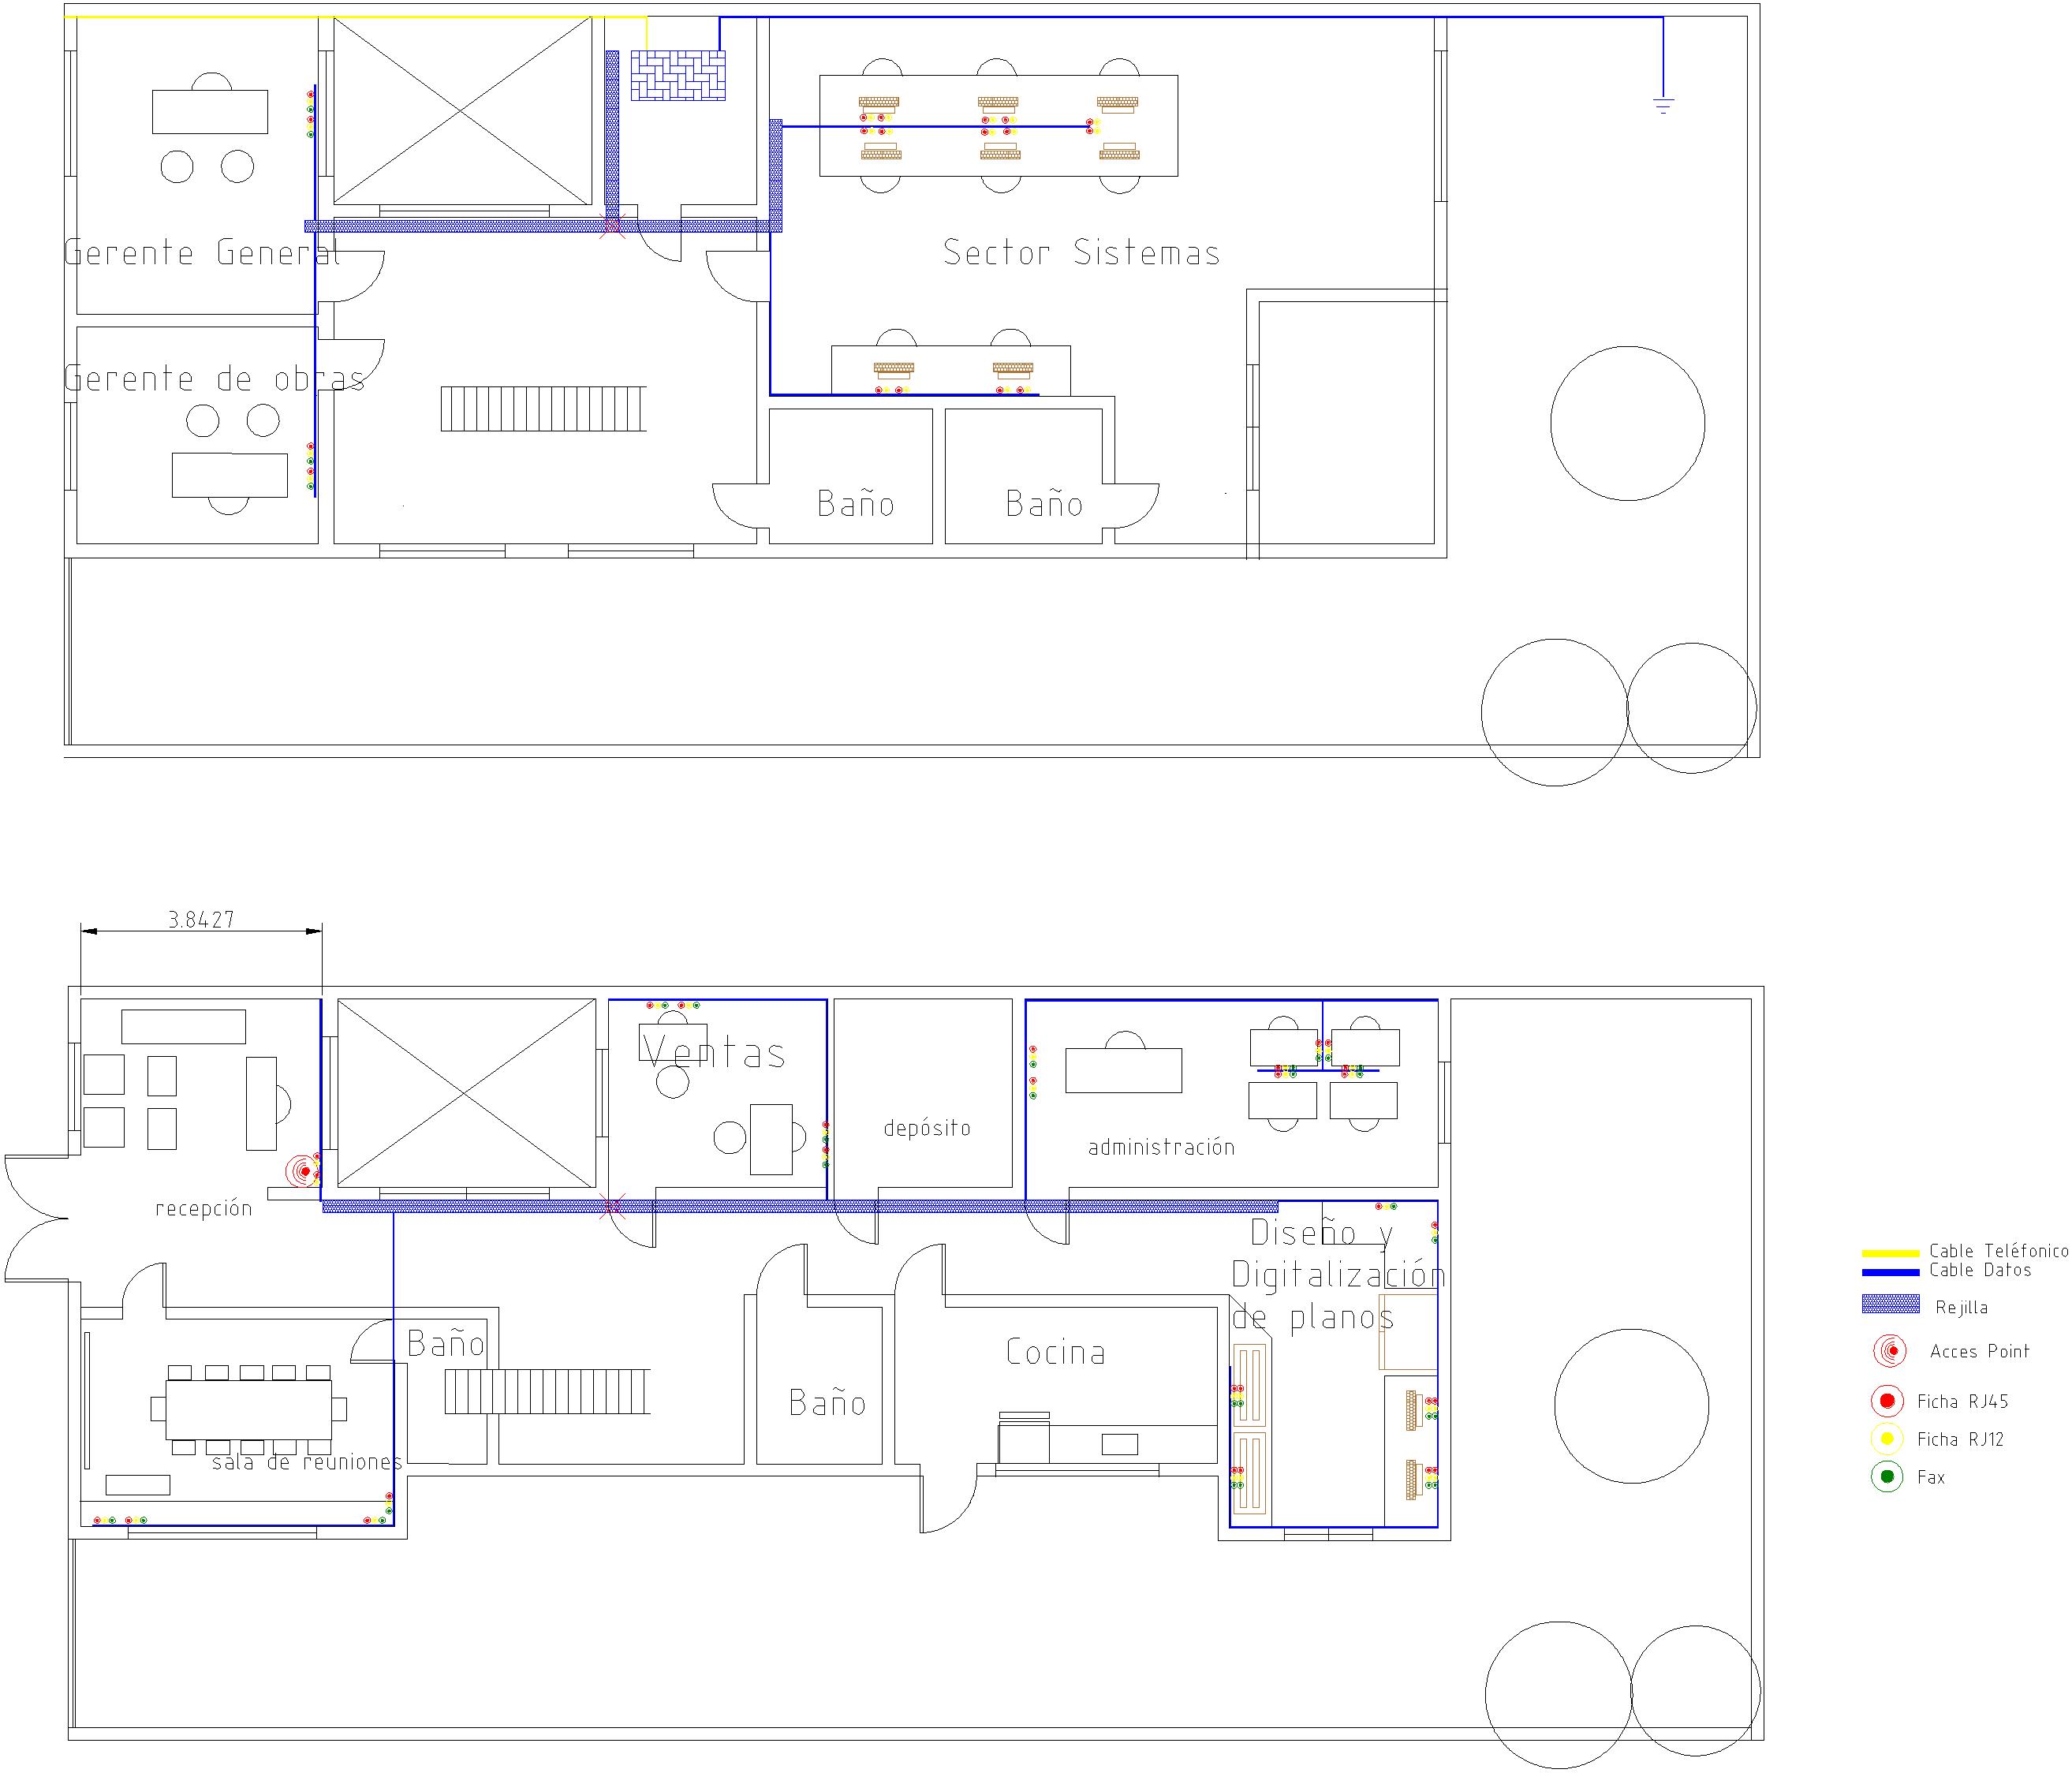 Gerente General
Sector Sistemas
Gerente de obras
Baño
Baño
3.8427
Ventas
depósito
administración
recepción
Diseño y
Digitalización
de planos
Baño
Cocina
Baño
sala de reuniones
Cable Teléfonico
Cable Datos
Rejilla
Acces Point
Ficha RJ45
Ficha RJ12
Fax